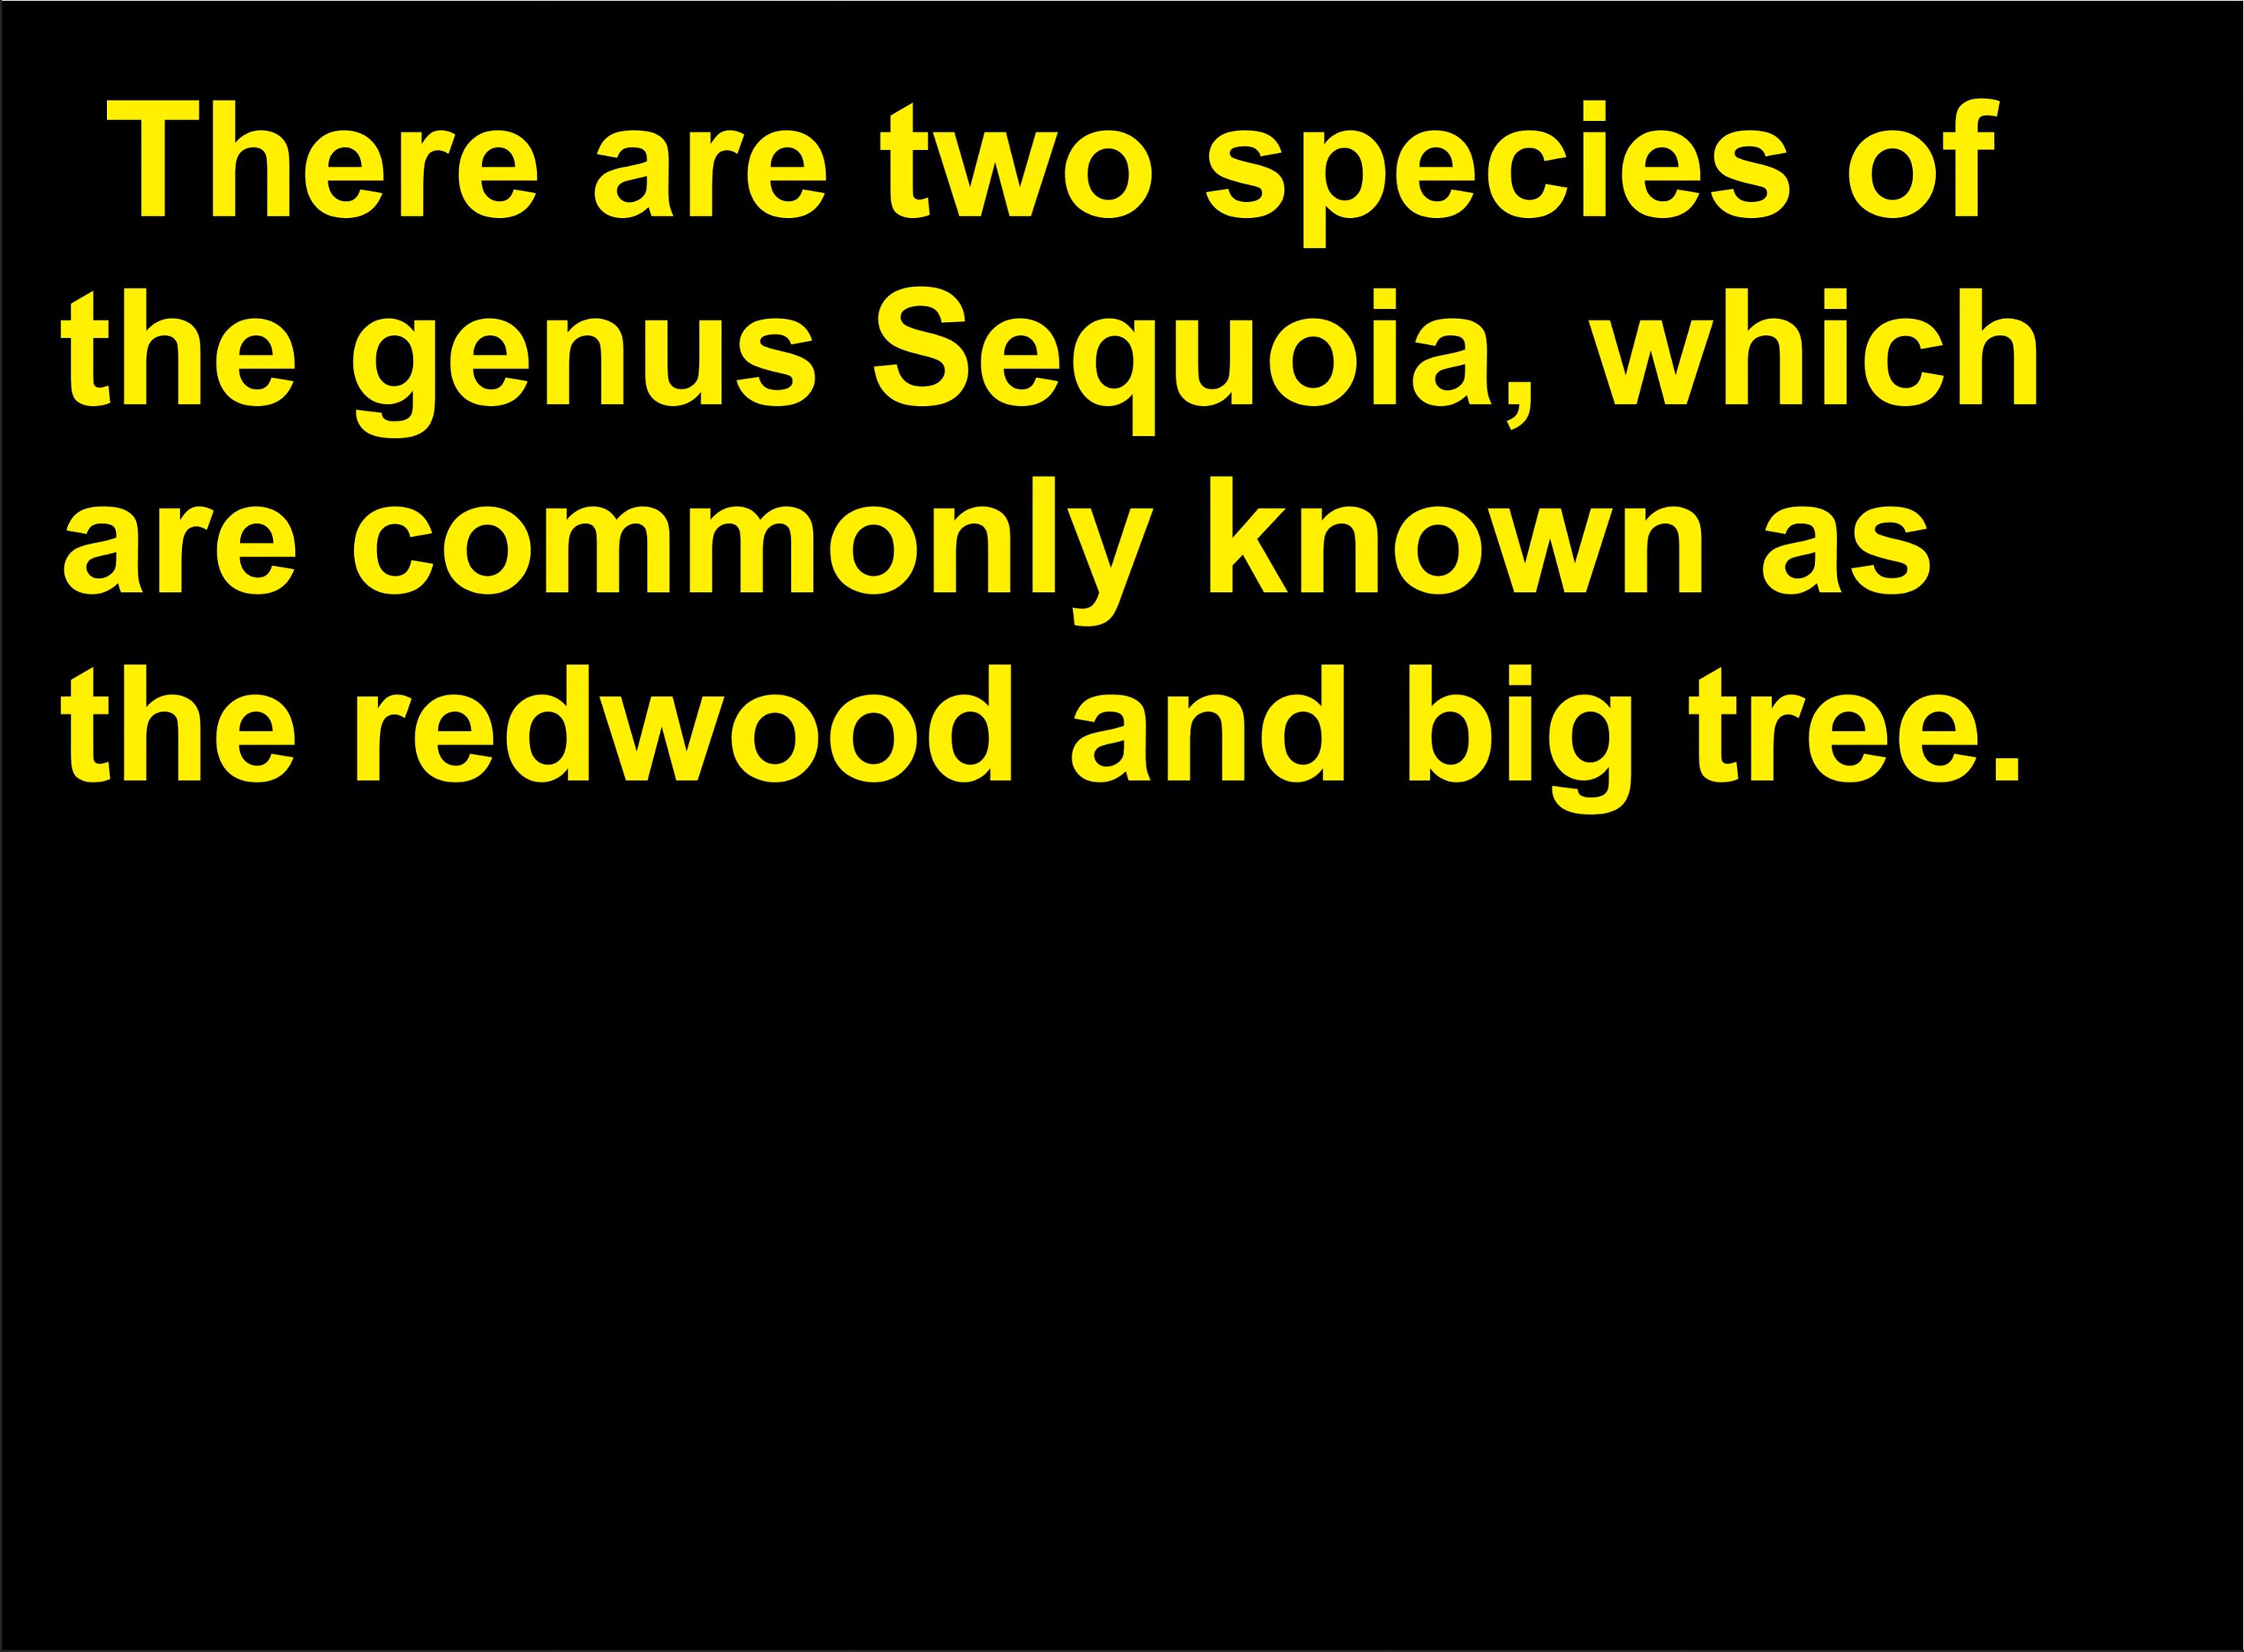 There are two species of
the genus Sequoia, which
are commonly known as
the redwood and big tree.